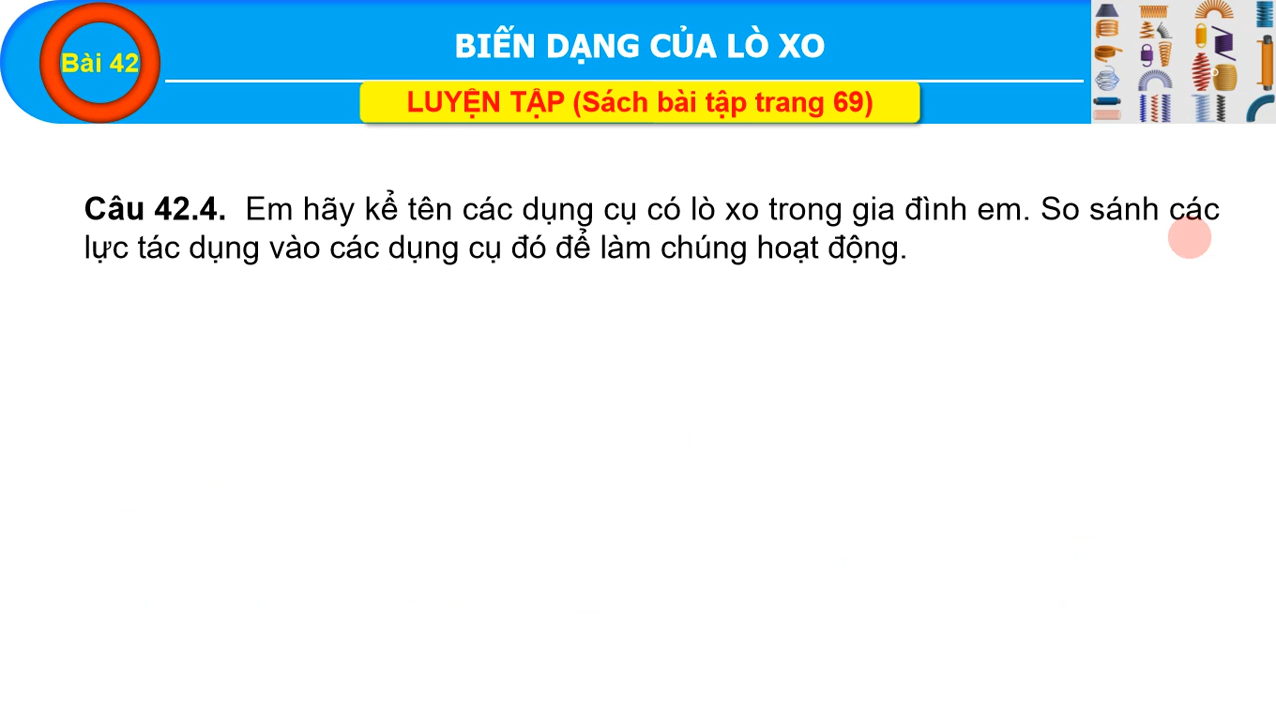 Bài 42
BIẾN DẠNG CỦA LÒ XO
LUYỆN TẬP (Sách bài tập trang 69)
Câu 42.4. Em hãy kể tên các dụng cụ có lò xo trong gia đình em. So sánh các
lực tác dụng vào các dụng cụ đó để làm chúng hoạt động.